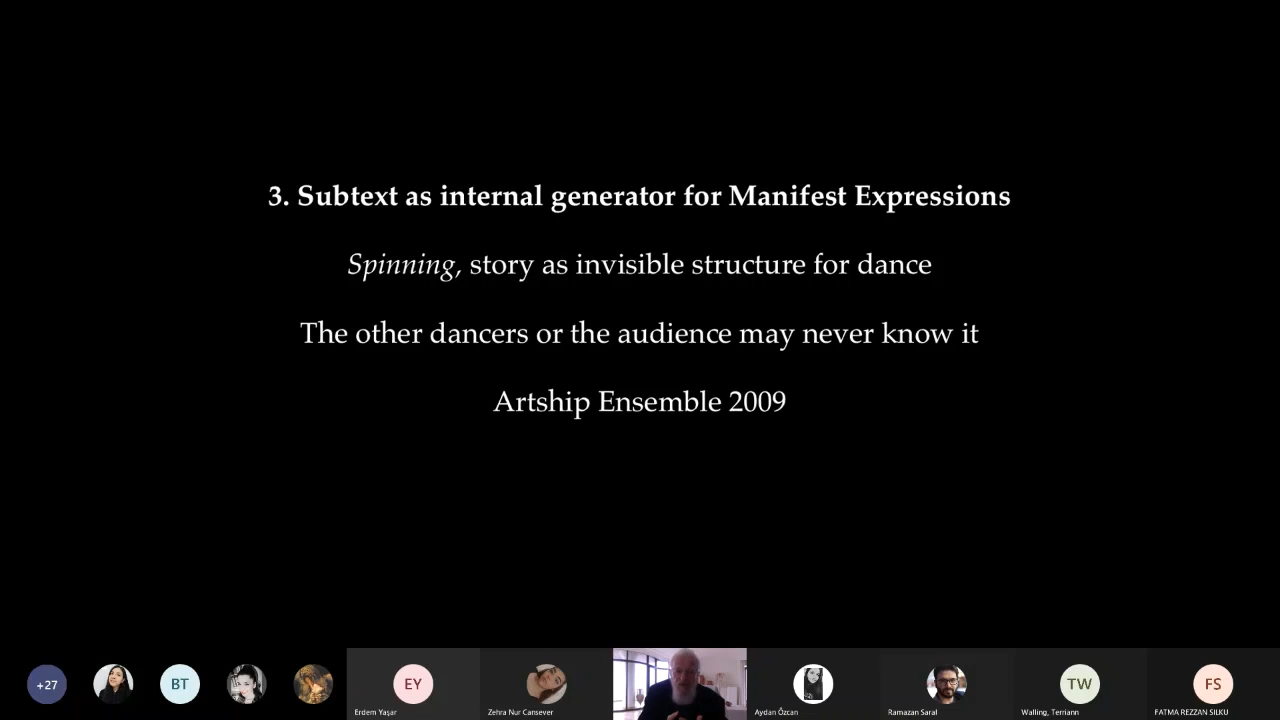 3. Subtext as internal generator for Manifest Expressions
Spinning, story as invisible structure for dance
The other dancers or the audience may never know it
Artship Ensemble 2009
+27
BT
EY
TW
FS
Erdem Yaşar
Zehra Nur Cansever
Aydan Özcan
Ramazan Saral
Walling, Terriann
FATMA REZZAN SILKU